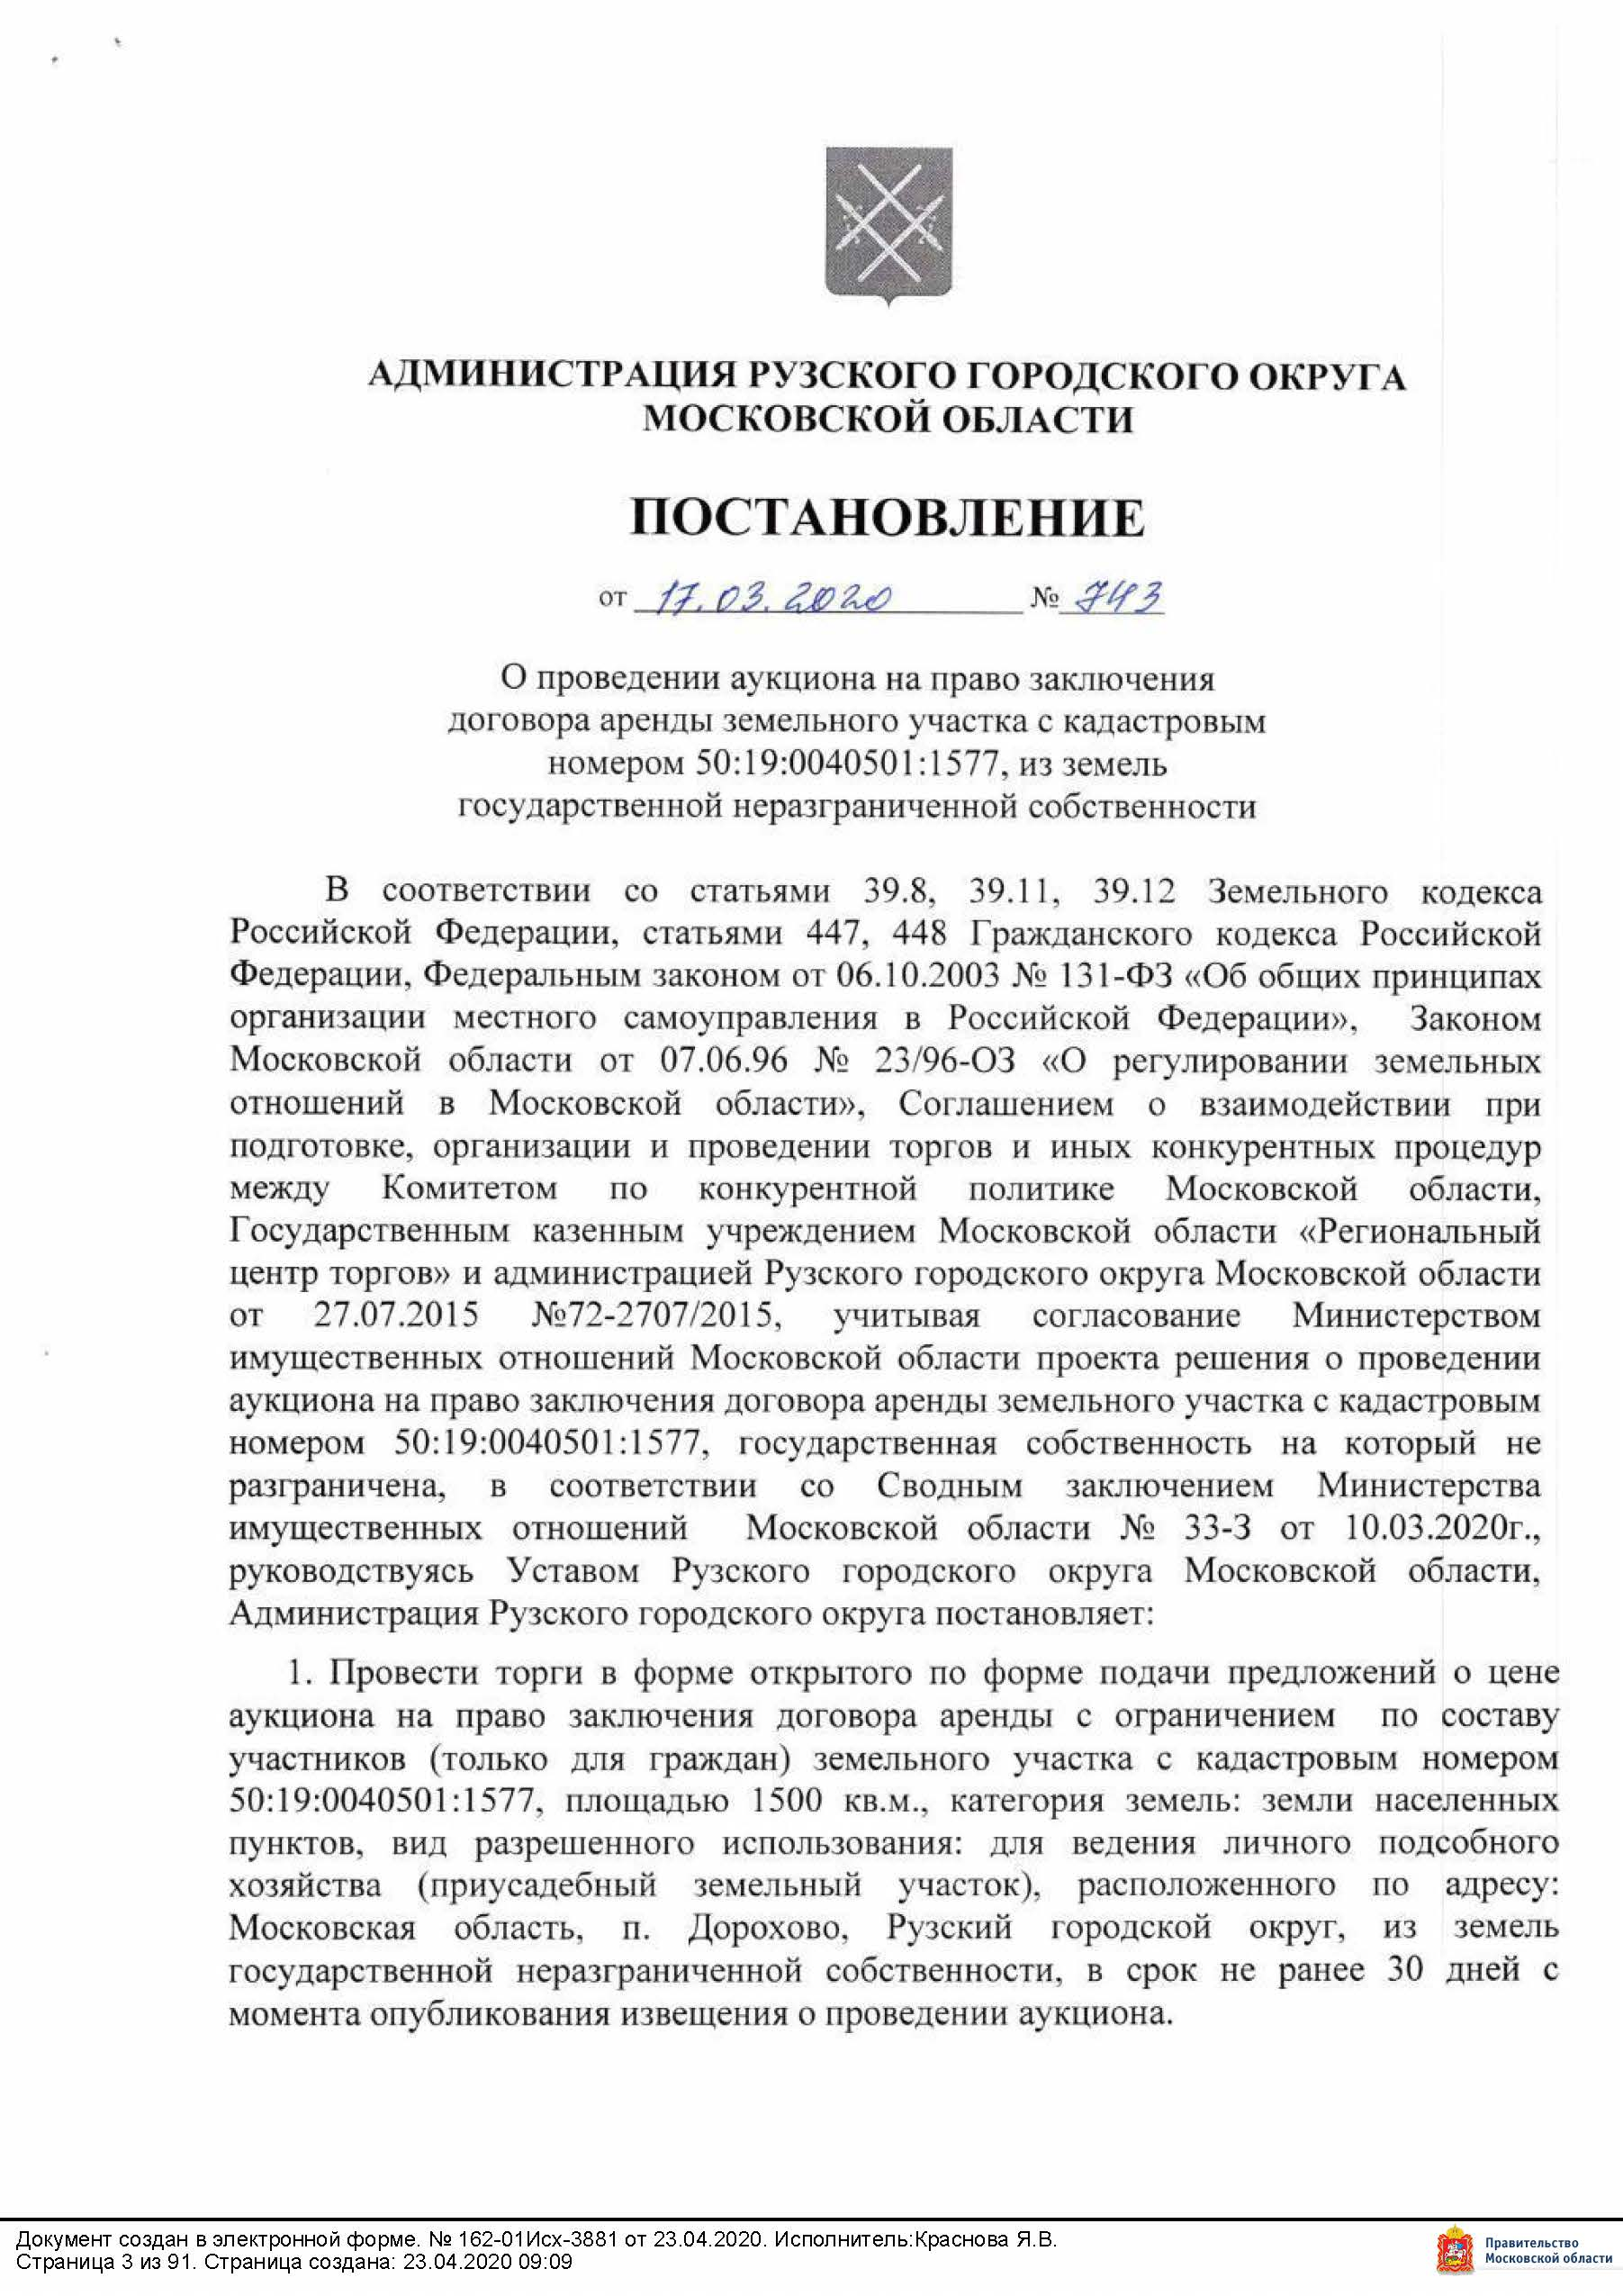 АДМИНИСТРАЦИЯ РУЗСКОГО ГОРОДСКОГО ОКРУГА
МОСКОВСКОЙ ОБЛАСТИ
ПОСТАНОВЛЕНИЕ
от 17.03.2020 № 743
О проведении аукциона на право заключения
договора аренды земельного участка с кадастровым
номером 50:19:0040501:1577, из земель
государственной неразграниченной собственности
В соответствии со статьями 39.8, 39.11, 39.12 Земельного кодекса
Российской Федерации, статьями 447, 448 Гражданского кодекса Российской
Федерации, Федеральным законом от 06.10.2003 № 131-ФЗ «Об общих принципах
организации местного самоуправления в Российской Федерации», Законом
Московской области от 07.06.96 № 23/96-ОЗ «О регулировании земельных
отношений в Московской области», Соглашением о взаимодействии при
подготовке, организации и проведении торгов и иных конкурентных процедур
между Комитетом по конкурентной политике Московской области,
Государственным казенным учреждением Московской области «Региональный
центр торгов» и администрацией Рузского городского округа Московской области
от 27.07.2015 №72-2707/2015, учитывая согласование Министерством
имущественных отношений Московской области проекта решения о проведении
аукциона на право заключения договора аренды земельного участка с кадастровым
номером 50:19:0040501:1577, государственная собственность на который не
разграничена, в соответствии со Сводным заключением Министерства
имущественных отношений Московской области № 33-З от 10.03.2020г.,
руководствуясь Уставом Рузского городского округа Московской области,
Администрация Рузского городского округа постановляет:
1. Провести торги в форме открытого по форме подачи предложений о цене
аукциона на право заключения договора аренды с ограничением по составу
участников (только для граждан) земельного участка с кадастровым номером
50:19:0040501:1577, площадью 1500 кв.м., категория земель: земли населенных
пунктов, вид разрешенного использования: для ведения личного подсобного
хозяйства (приусадебный земельный участок), расположенного по адресу:
Московская область, п. Дорохово, Рузский городской округ, из земель
государственной неразграниченной собственности, в срок не ранее 30 дней с
момента опубликования извещения о проведении аукциона.
Документ создан в электронной форме. № 162-01Исх-3881 от 23.04.2020. Исполнитель:Краснова Я.В.
Страница 3 из 91. Страница создана: 23.04.2020 09:09
Правительство
Московской области